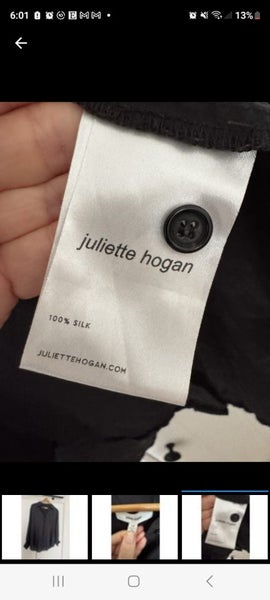 6:01
13%
juliette hogan
100% SILK
JULIETTEHOGAN.COM